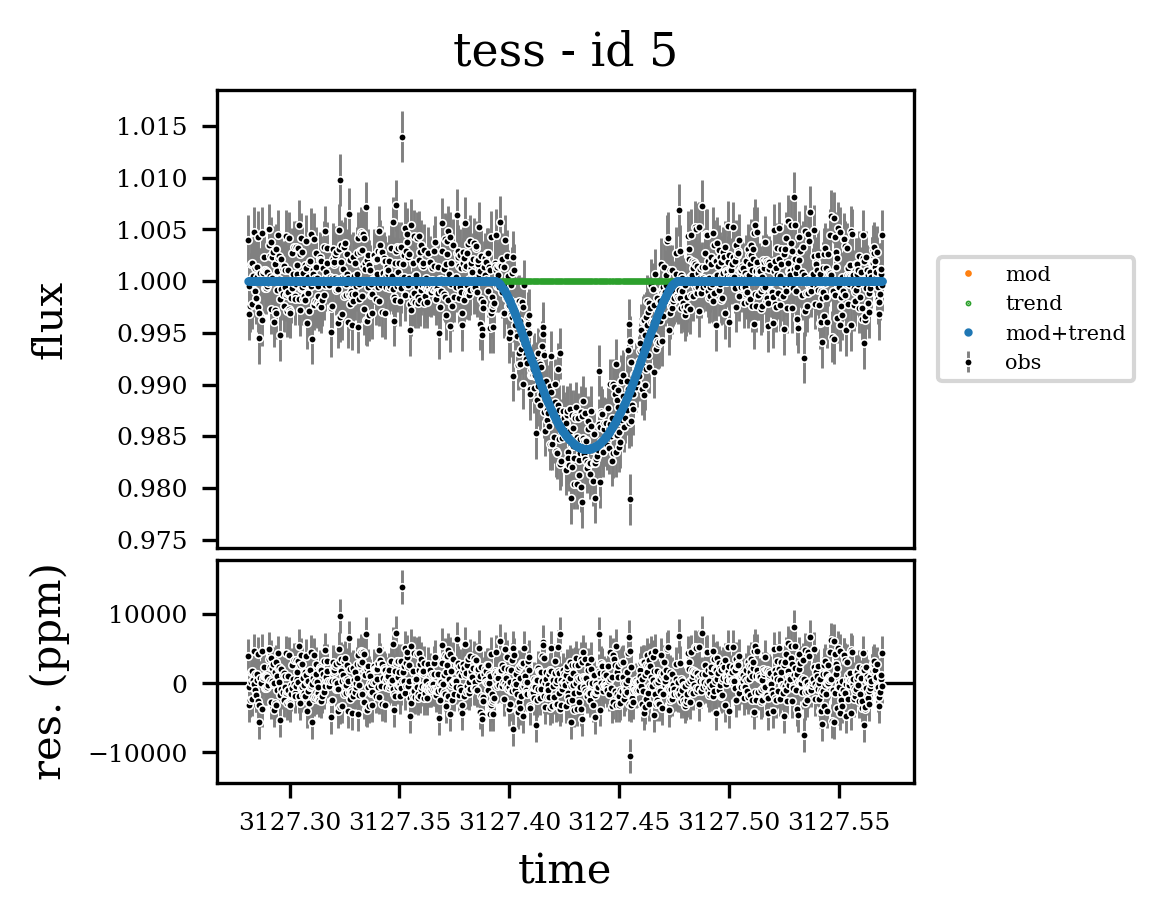 tess - id 5
flux
1.015
1.010
1.005
1.000
0.995
0.990
0.985
0.980
0.975
mod
trend
mod+trend
obs
res. (ppm)
10000
0
−10000
3127.30 3127.35 3127.40 3127.45 3127.50 3127.55
time